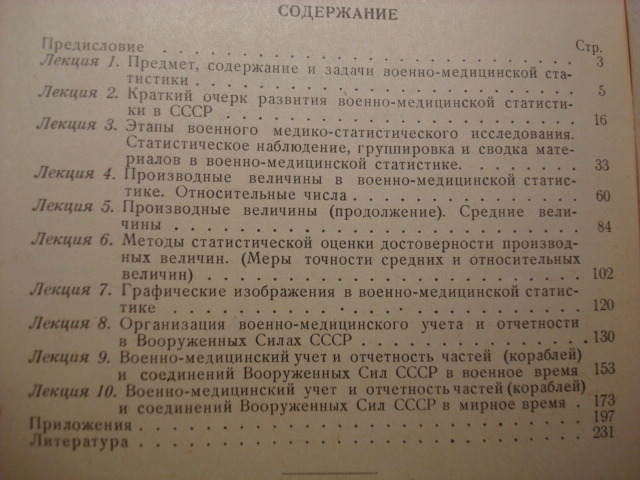 СОДЕРЖАНИЕ
Стр.
Предисловие . . . . . . . . . . . . . . . . . . . . . . 3
Лекция 1. Предмет, содержание и задачи военно-медицинской ста-
тистики . . . . . . . . . . . . . . . . . . . . . . 5
Лекция 2. Краткий очерк развития военно-медицинской статисти-
ки в СССР . . . . . . . . . . . . . . . . . . . . 16
Лекция 3. Этапы военного медико-статистического исследования.
Статистическое наблюдение, группировка и сводка мате-
риалов в военно-медицинской статистике. . . . . . . . 33
Лекция 4. Производные величины в военно-медицинской статис-
тике. Относительные числа . . . . . . . . . . . . . 60
Лекция 5. Производные величины (продолжение). Средние вели-
чины . . . . . . . . . . . . . . . . . . . . . . . 84
Лекция 6. Методы статистической оценки достоверности производ-
ных величин. (Меры точности средних и относительных
величин) . . . . . . . . . . . . . . . . . . . . . 102
Лекция 7. Графические изображения в военно-медицинской статис-
тике . . . . . . . . . . . . . . . . . . . . . . . 120
Лекция 8. Организация военно-медицинского учета и отчетности
в Вооруженных Силах СССР . . . . . . . . . . . . 130
Лекция 9. Военно-медицинский учет и отчетность частей (кораблей)
и соединений Вооруженных Сил СССР в военное время 153
Лекция 10. Военно-медицинский учет и отчетность частей (кораблей)
и соединений Вооруженных Сил СССР в мирное время . 173
Приложения . . . . . . . . . . . . . . . . . . . . . . 197
Литература . . . . . . . . . . . . . . . . . . . . . . 231